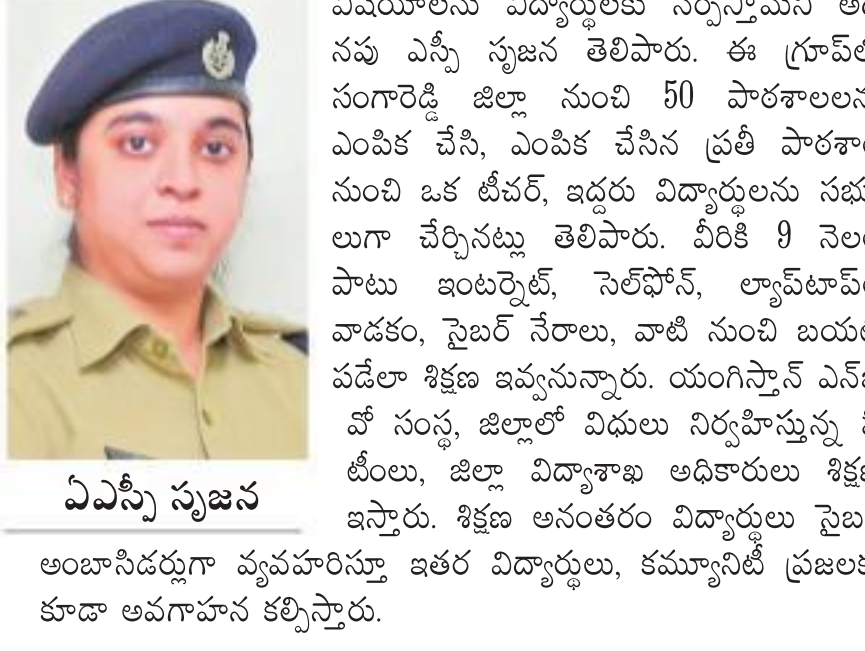 విషయాలను విద్యార్థులకు నేర్పిస్తామని
నపు ఎస్పీ సృజన తెలిపారు. ఈ గ్రూప్‌లో
సంగారెడ్డి జిల్లా నుంచి 50 పాఠశాలలను
ఎంపిక చేసి, ఎంపిక చేసిన ప్రతీ పాఠశాల
నుంచి ఒక టీచర్, ఇద్దరు విద్యార్థులను సభ్యు
లుగా చేర్చినట్లు తెలిపారు. వీరికి 9 నెలల
పాటు ఇంటర్నెట్, సెల్‌ఫోన్, ల్యాప్‌టాప్‌ల
వాడకం, సైబర్ నేరాలు, వాటి నుంచి బయట
పడేలా శిక్షణ ఇవ్వనున్నారు. యంగిస్తాన్
వో సంస్థ, జిల్లాలో విధులు నిర్వహిస్తున్న
టీంలు, జిల్లా విద్యాశాఖ అధికారులు శిక్షణ
ఇస్తారు. శిక్షణ అనంతరం విద్యార్థులు సైబ
అంబాసిడర్లుగా వ్యవహరిస్తూ ఇతర విద్యార్థులు, కమ్యూనిటీ ప్రజలకు
కూడా అవగాహన కల్పిస్తారు.
ఏఎస్పీ సృజన